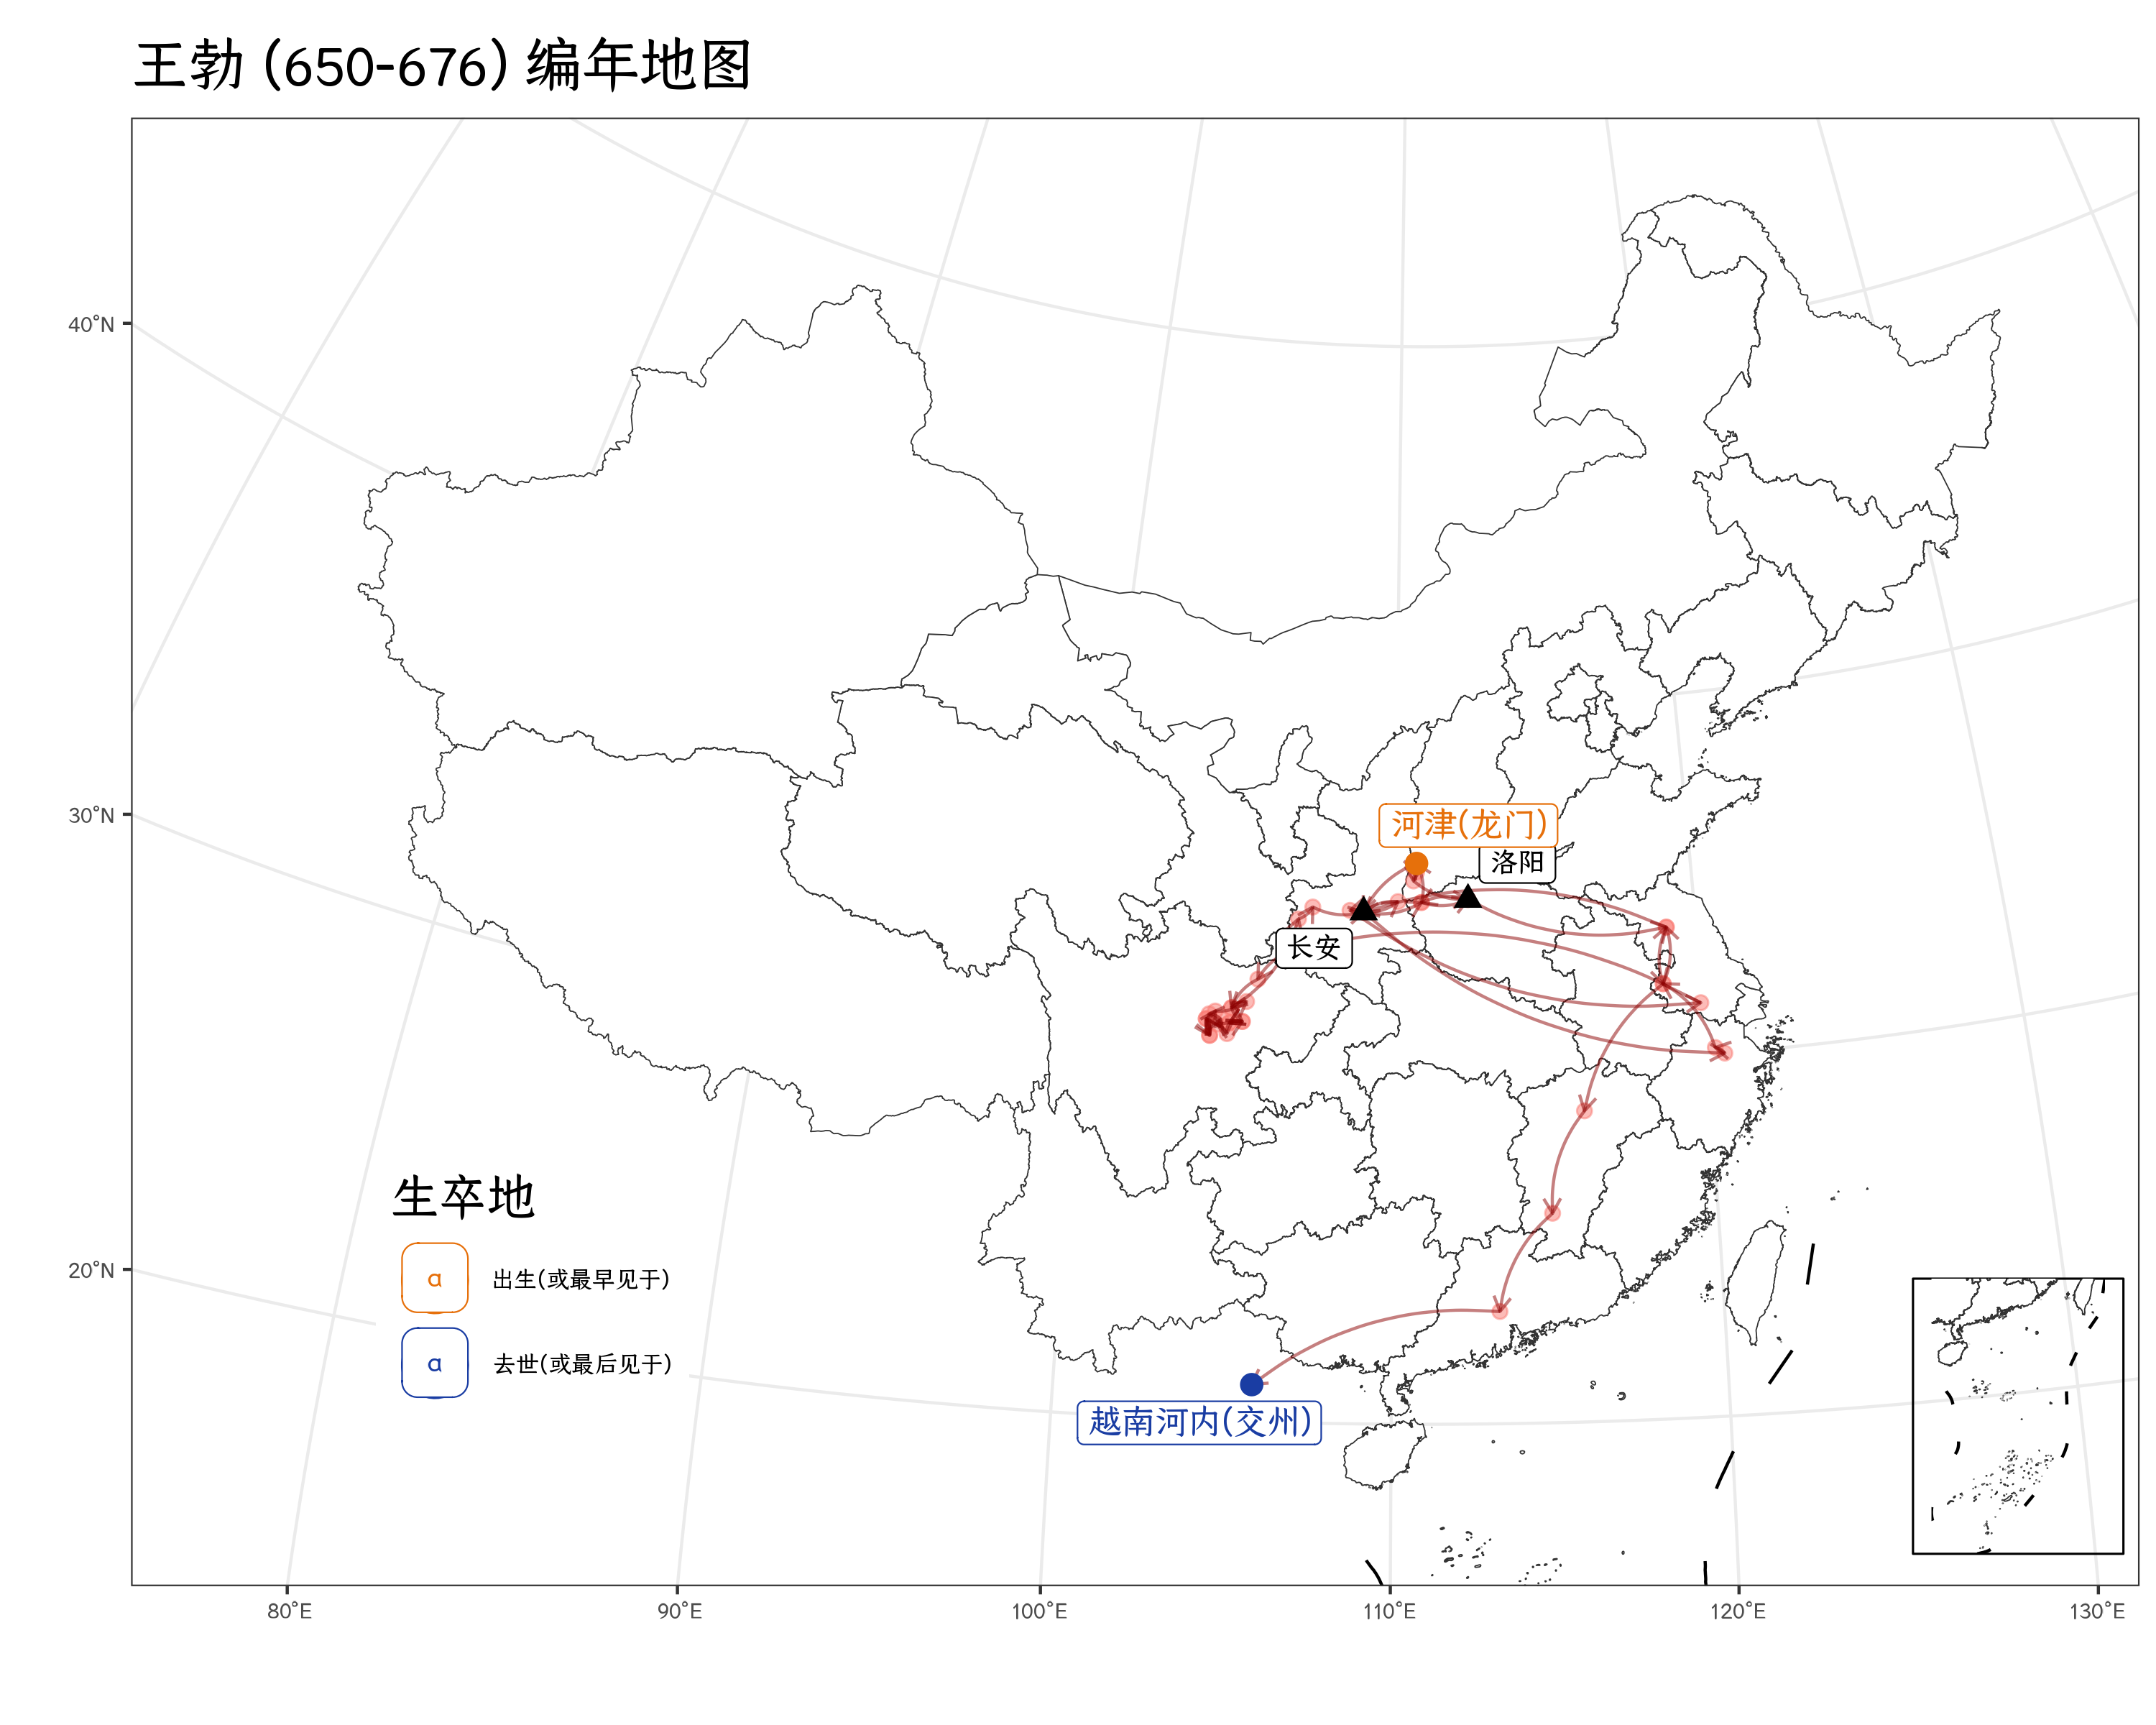 王勃(650-676)编年地图
40°N
30°N
20°N
河津(龙门)
洛阳
长安
越南河内(交州)
生卒地
a 出生(或最早见于)
a 去世(或最后见于)
80°E 90°E 100°E 110°E 120°E 130°E